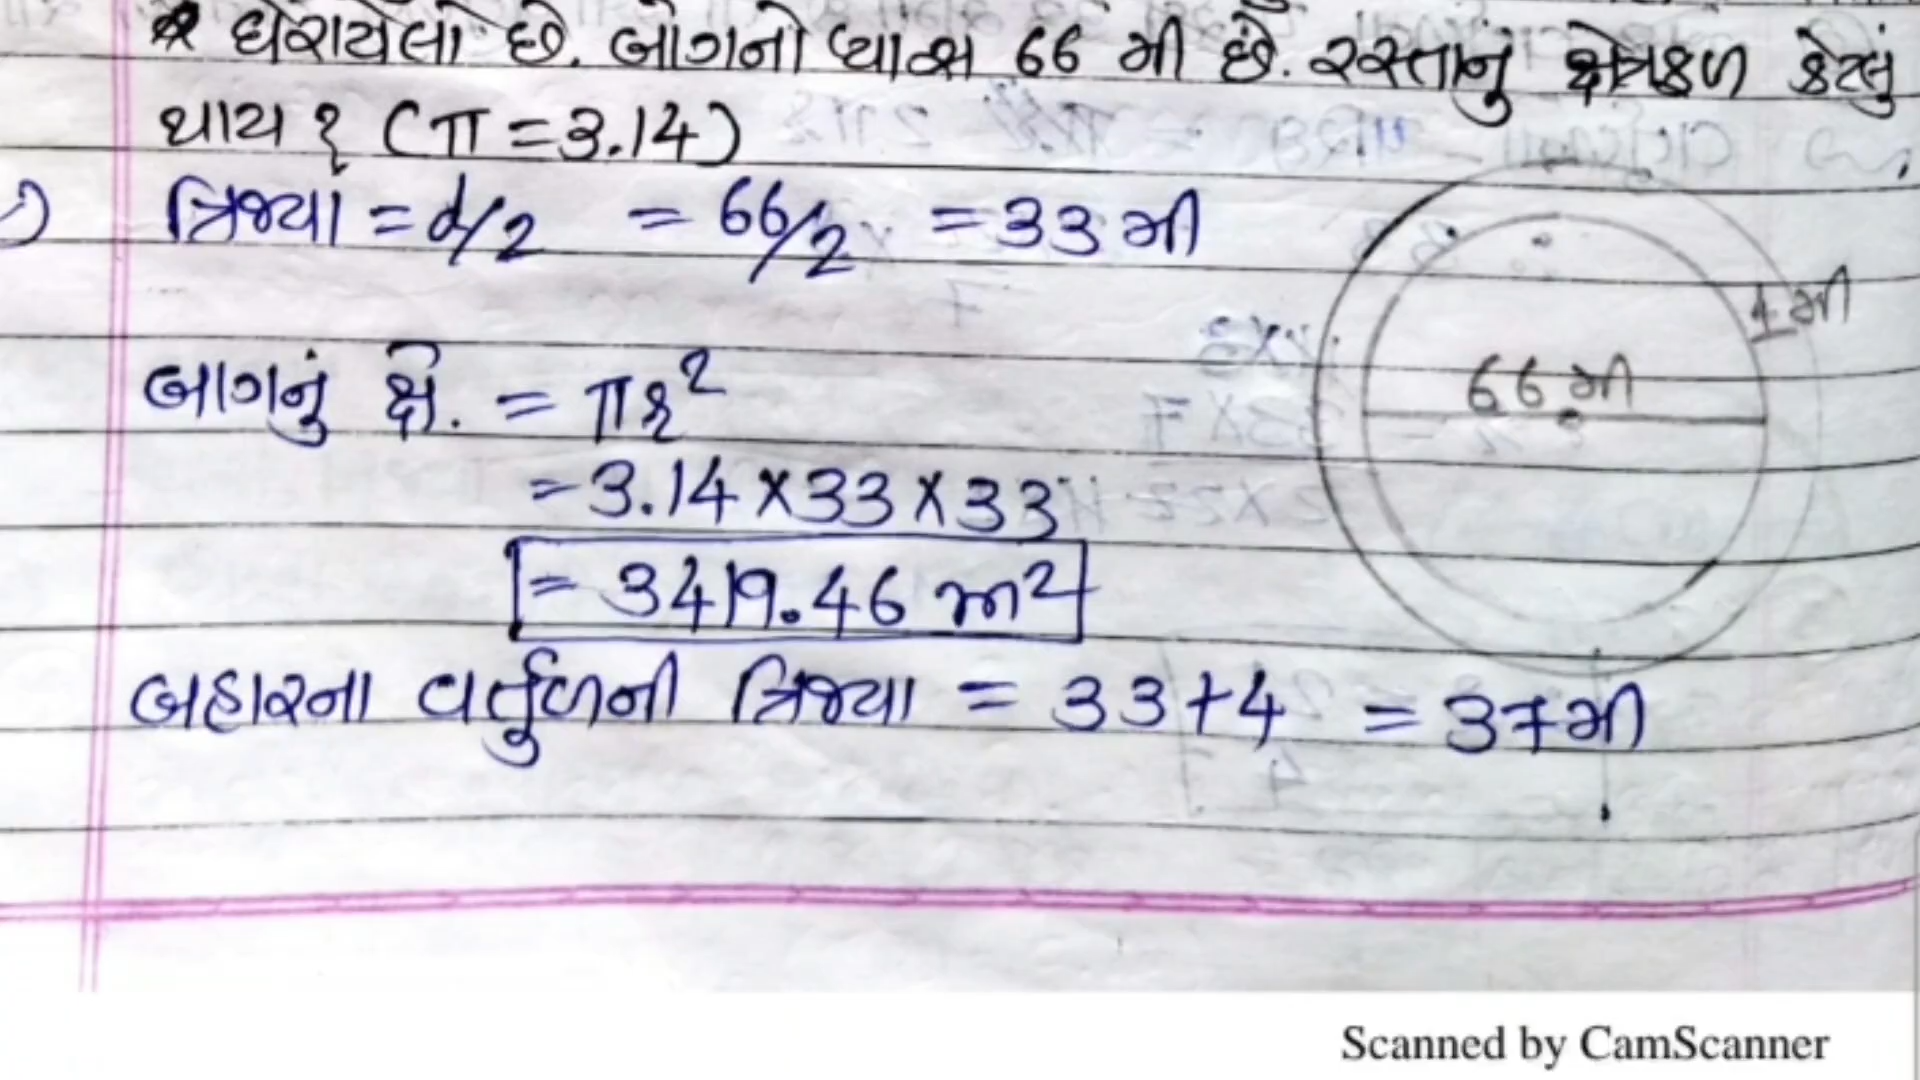 ઘેરાયેલો છે. બાગનો વ્યાસ 66 મી છે. રસ્તાનું ક્ષેત્રફળ કેટલું
થાય ? (π = 3.14)
ત્રિજ્યા = d/2 = 66/2 = 33 મી
4 મી
66 મી
બાગનું ક્ષે. = πr²
= 3.14 × 33 × 33
= 3419.46 m²
બહારના વર્તુળની ત્રિજ્યા = 33+4 = 37 મી
Scanned by CamScanner